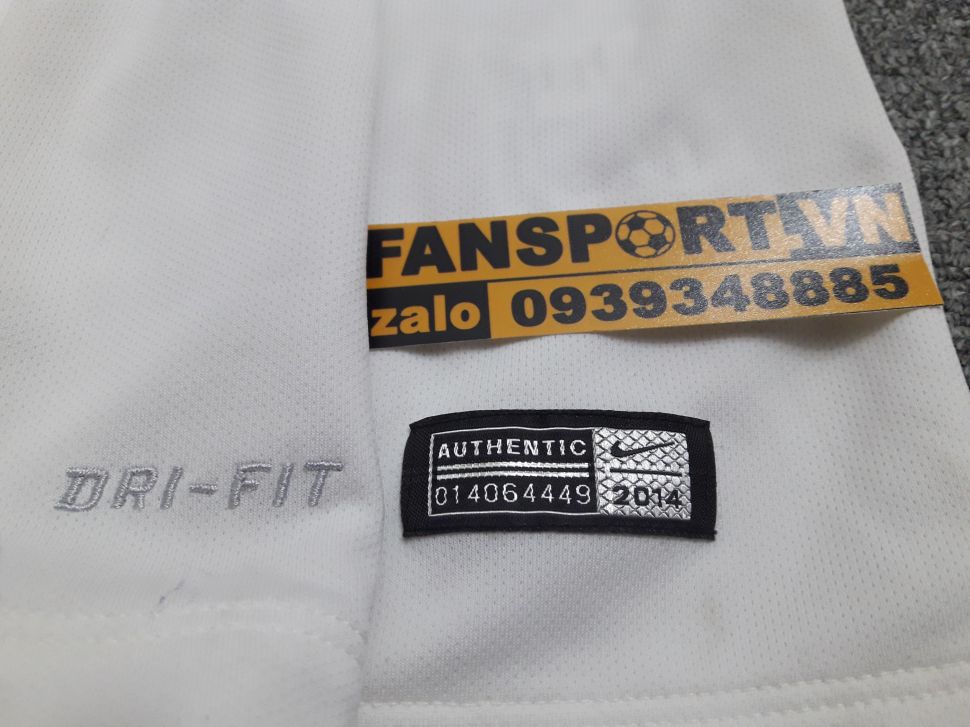 FANSPORT.VN
zalo 0939348885
DRI-FIT
AUTHENTIC
014064449 2014